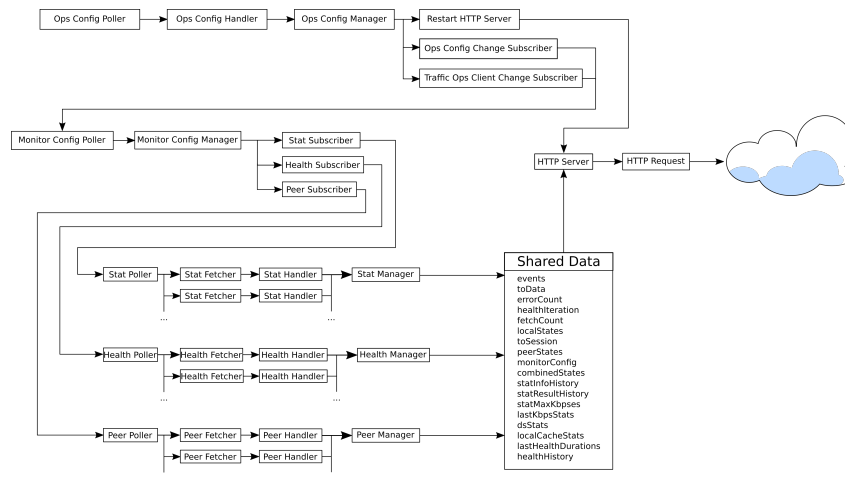 Ops Config Poller
Ops Config Handler
Ops Config Manager
Restart HTTP Server
Ops Config Change Subscriber
Traffic Ops Client Change Subscriber
Monitor Config Poller
Monitor Config Manager
Stat Subscriber
Health Subscriber
Peer Subscriber
HTTP Server
HTTP Request
Stat Poller
Stat Fetcher
Stat Handler
Stat Manager
Stat Fetcher
Stat Handler
...
...
Health Poller
Health Fetcher
Health Handler
Health Manager
Health Fetcher
Health Handler
...
...
Peer Poller
Peer Fetcher
Peer Handler
Peer Manager
Peer Fetcher
Peer Handler
Shared Data
events
toData
errorCount
healthIteration
fetchCount
localStates
toSession
peerStates
monitorConfig
combinedStates
statInfoHistory
statResultHistory
statMaxKbpses
lastKbpsStats
dsStats
localCacheStats
lastHealthDurations
healthHistory